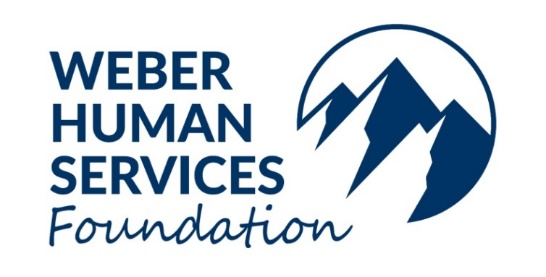 WEBER
HUMAN
SERVICES
Foundation